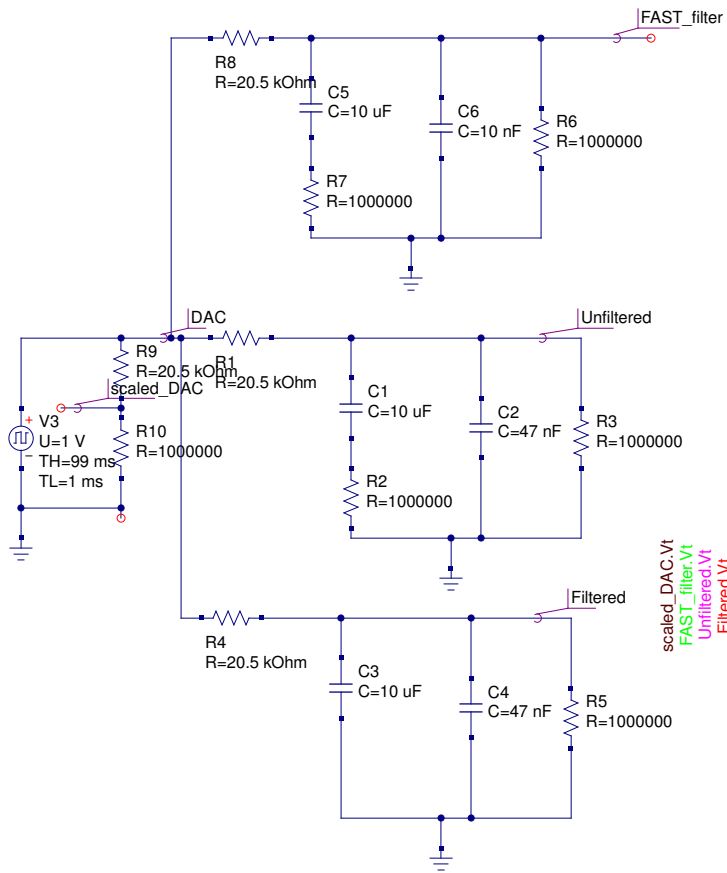 FAST_filter
R8
R=20.5 kOhm
C5
C=10 uF
C6
C=10 nF
R6
R=1000000
R7
R=1000000
DAC
Unfiltered
R9
R=20.5 kOhm
R1
R=20.5 kOhm
scaled_DAC
C1
C=10 uF
C2
C=47 nF
R3
R=1000000
V3
U=1 V
TH=99 ms
TL=1 ms
R10
R=1000000
R2
R=1000000
Filtered
R4
R=20.5 kOhm
C3
C=10 uF
C4
C=47 nF
R5
R=1000000
scaled_DAC.Vt
FAST_filter.Vt
Unfiltered.Vt
Filtered.Vt